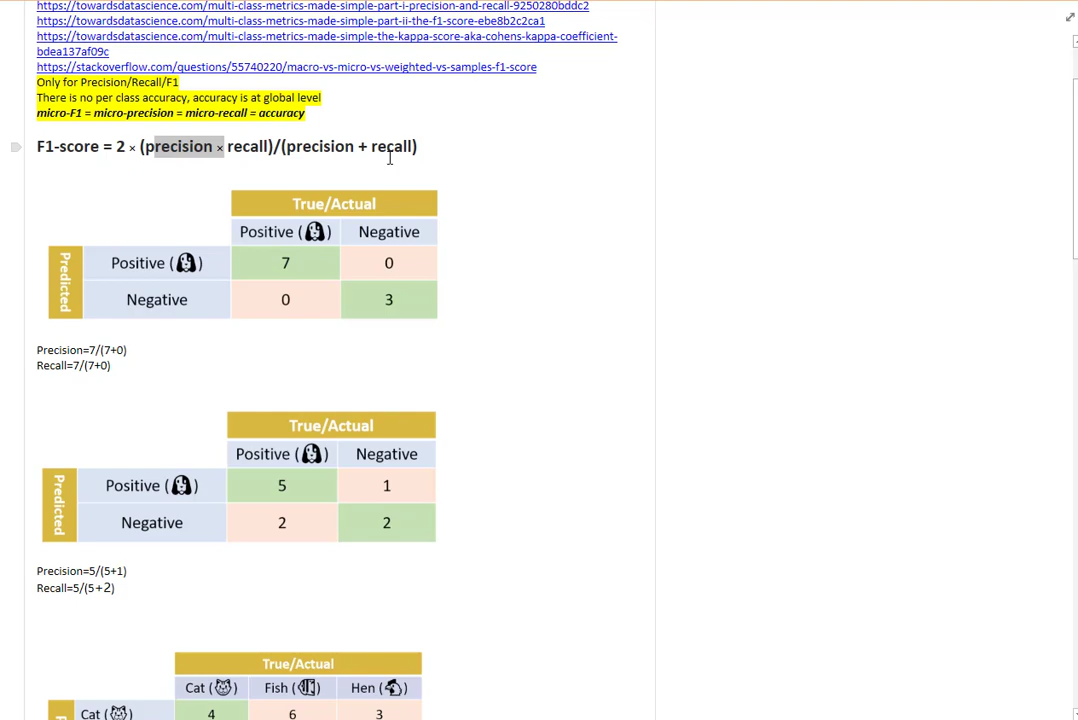 https://towardsdatascience.com/multi-class-metrics-made-simple-part-i-precision-and-recall-9250280bddc2
https://towardsdatascience.com/multi-class-metrics-made-simple-part-ii-the-f1-score-ebe8b2c2ca1
https://towardsdatascience.com/multi-class-metrics-made-simple-the-kappa-score-aka-cohens-kappa-coefficient-
bdea137af09c
https://stackoverflow.com/questions/55740220/macro-vs-micro-vs-weighted-vs-samples-f1-score
Only for Precision/Recall/F1
There is no per class accuracy, accuracy is at global level
micro-F1 = micro-precision = micro-recall = accuracy
F1-score = 2 × (precision × recall)/(precision + recall)
True/Actual
Positive ( ) Negative
Predicted
Positive ( ) 7 0
Negative 0 3
Precision=7/(7+0)
Recall=7/(7+0)
True/Actual
Positive ( ) Negative
Predicted
Positive ( ) 5 1
Negative 2 2
Precision=5/(5+1)
Recall=5/(5+2)
True/Actual
Cat ( ) Fish ( ) Hen ( )
Cat ( ) 4 6 3